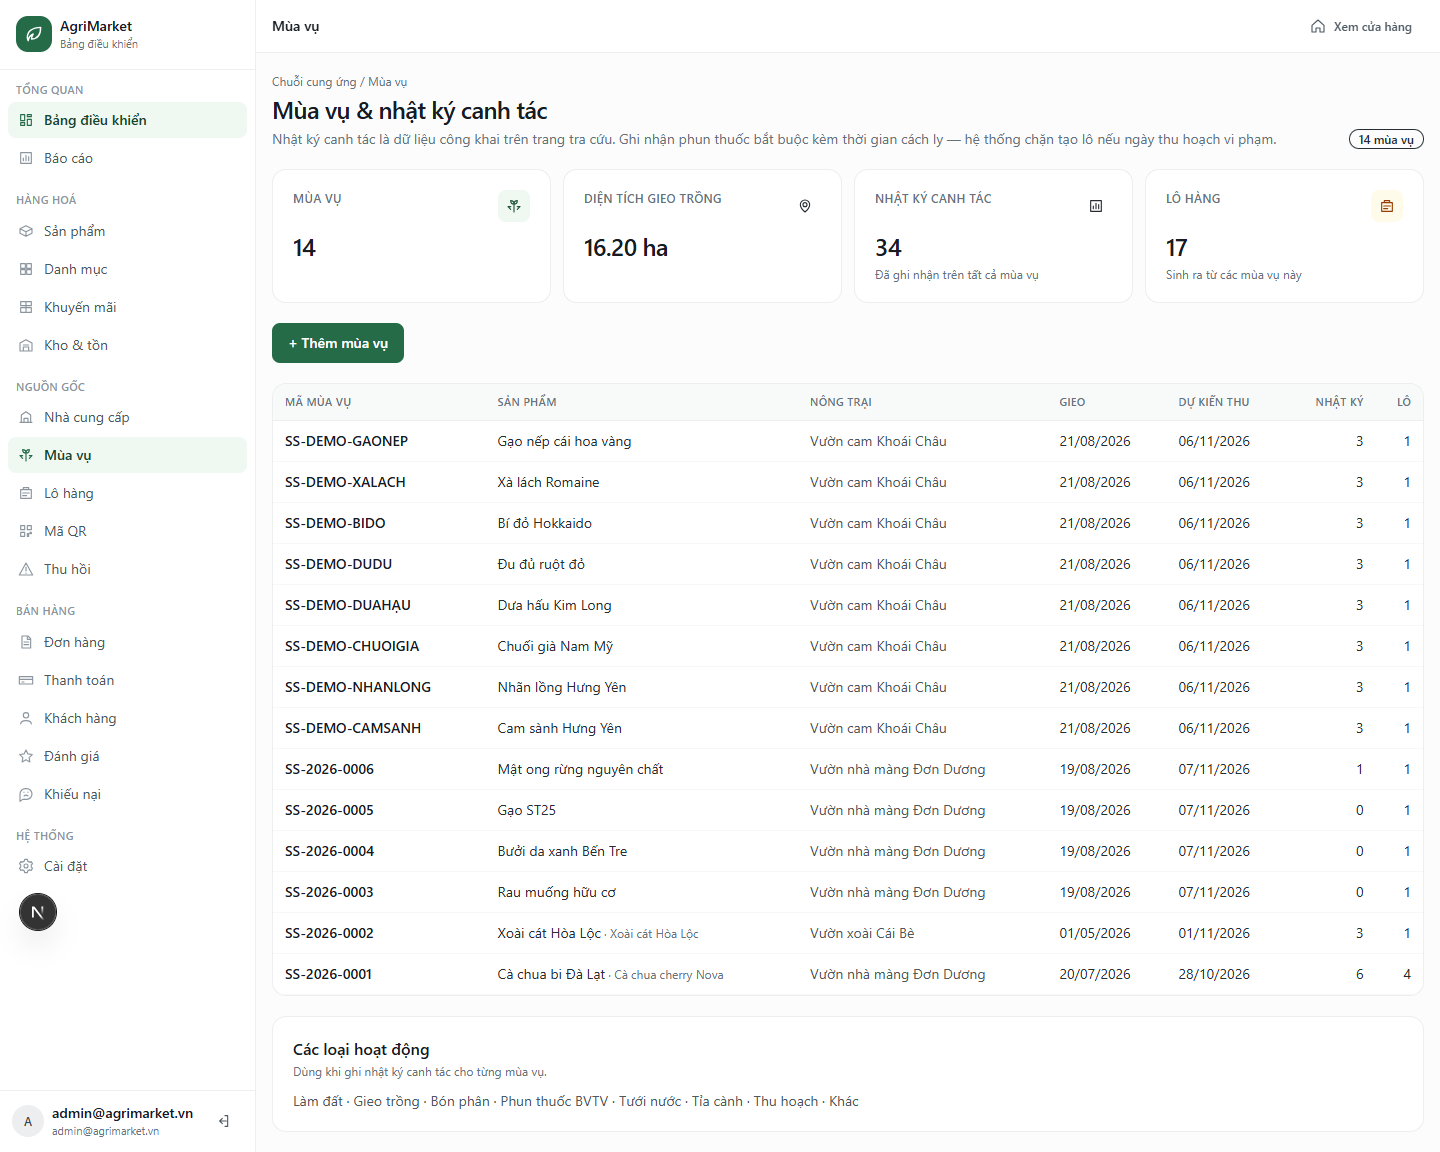 AgriMarket
Bảng điều khiển
TỔNG QUAN
Bảng điều khiển
Báo cáo
HÀNG HOÁ
Sản phẩm
Danh mục
Khuyến mãi
Kho & tồn
NGUỒN GỐC
Nhà cung cấp
Mùa vụ
Lô hàng
Mã QR
Thu hồi
BÁN HÀNG
Đơn hàng
Thanh toán
Khách hàng
Đánh giá
Khiếu nại
HỆ THỐNG
Cài đặt
N
A
admin@agrimarket.vn
admin@agrimarket.vn
Mùa vụ
Xem cửa hàng
Chuỗi cung ứng / Mùa vụ
Mùa vụ & nhật ký canh tác
Nhật ký canh tác là dữ liệu công khai trên trang tra cứu. Ghi nhận phun thuốc bắt buộc kèm thời gian cách ly — hệ thống chặn tạo lô nếu ngày thu hoạch vi phạm.
14 mùa vụ
MÙA VỤ
14
DIỆN TÍCH GIEO TRỒNG
16.20 ha
NHẬT KÝ CANH TÁC
34
Đã ghi nhận trên tất cả mùa vụ
LÔ HÀNG
17
Sinh ra từ các mùa vụ này
+ Thêm mùa vụ
MÃ MÙA VỤ SẢN PHẨM NÔNG TRẠI GIEO DỰ KIẾN THU NHẬT KÝ LÔ
SS-DEMO-GAONEP Gạo nếp cái hoa vàng Vườn cam Khoái Châu 21/08/2026 06/11/2026 3 1
SS-DEMO-XALACH Xà lách Romaine Vườn cam Khoái Châu 21/08/2026 06/11/2026 3 1
SS-DEMO-BIDO Bí đỏ Hokkaido Vườn cam Khoái Châu 21/08/2026 06/11/2026 3 1
SS-DEMO-DUDU Đu đủ ruột đỏ Vườn cam Khoái Châu 21/08/2026 06/11/2026 3 1
SS-DEMO-DUAHẠU Dưa hấu Kim Long Vườn cam Khoái Châu 21/08/2026 06/11/2026 3 1
SS-DEMO-CHUOIGIA Chuối già Nam Mỹ Vườn cam Khoái Châu 21/08/2026 06/11/2026 3 1
SS-DEMO-NHANLONG Nhãn lồng Hưng Yên Vườn cam Khoái Châu 21/08/2026 06/11/2026 3 1
SS-DEMO-CAMSANH Cam sành Hưng Yên Vườn cam Khoái Châu 21/08/2026 06/11/2026 3 1
SS-2026-0006 Mật ong rừng nguyên chất Vườn nhà màng Đơn Dương 19/08/2026 07/11/2026 1 1
SS-2026-0005 Gạo ST25 Vườn nhà màng Đơn Dương 19/08/2026 07/11/2026 0 1
SS-2026-0004 Bưởi da xanh Bến Tre Vườn nhà màng Đơn Dương 19/08/2026 07/11/2026 0 1
SS-2026-0003 Rau muống hữu cơ Vườn nhà màng Đơn Dương 19/08/2026 07/11/2026 0 1
SS-2026-0002 Xoài cát Hòa Lộc · Xoài cát Hòa Lộc Vườn xoài Cái Bè 01/05/2026 01/11/2026 3 1
SS-2026-0001 Cà chua bi Đà Lạt · Cà chua cherry Nova Vườn nhà màng Đơn Dương 20/07/2026 28/10/2026 6 4
Các loại hoạt động
Dùng khi ghi nhật ký canh tác cho từng mùa vụ.
Làm đất · Gieo trồng · Bón phân · Phun thuốc BVTV · Tưới nước · Tỉa cành · Thu hoạch · Khác